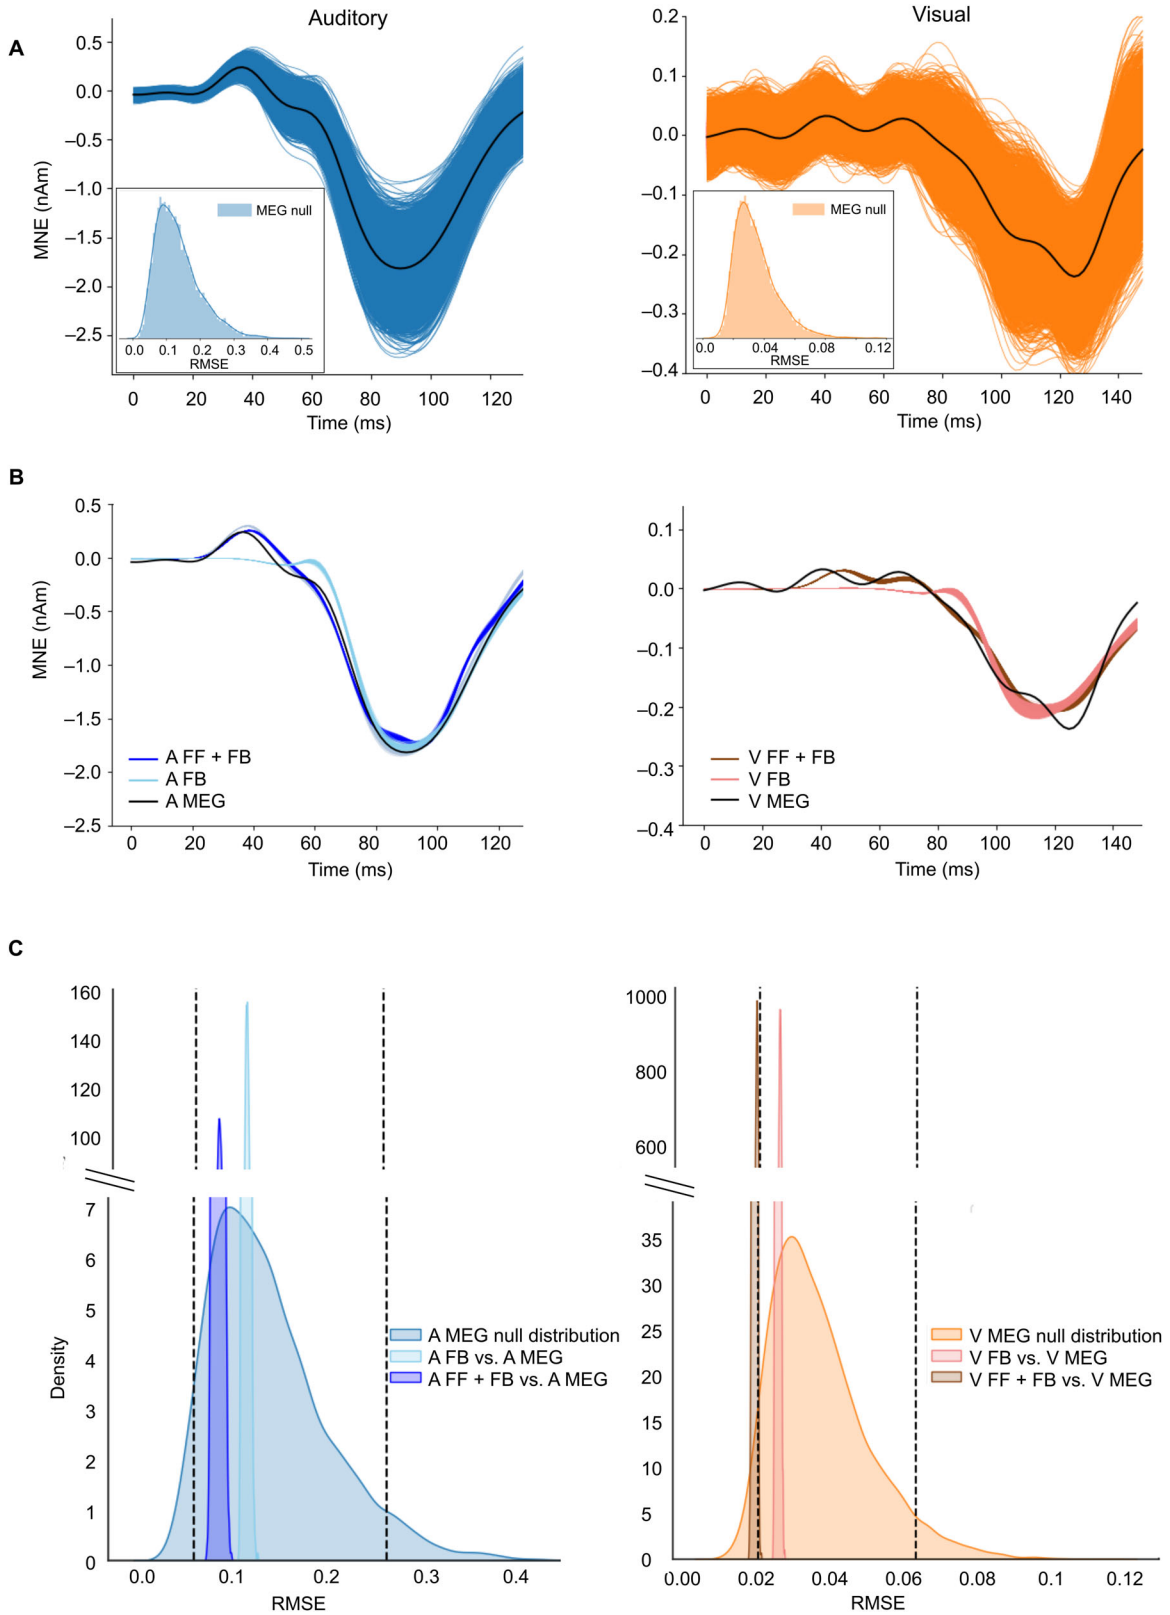 Auditory
Visual
A
0.5
0.0
−0.5
−1.0
−1.5
−2.0
−2.5
MNE (nAm)
MEG null
0.0 0.1 0.2 0.3 0.4 0.5
RMSE
0 20 40 60 80 100 120
Time (ms)
0.2
0.1
0.0
−0.1
−0.2
−0.3
−0.4
MEG null
0.0 0.04 0.08 0.12
RMSE
0 20 40 60 80 100 120 140
Time (ms)
B
0.5
0.0
−0.5
−1.0
−1.5
−2.0
−2.5
MNE (nAm)
A FF + FB
A FB
A MEG
0 20 40 60 80 100 120
Time (ms)
0.1
0.0
−0.1
−0.2
−0.3
−0.4
V FF + FB
V FB
V MEG
0 20 40 60 80 100 120 140
Time (ms)
C
160
140
120
100
7
6
5
4
3
2
1
0
Density
A MEG null distribution
A FB vs. A MEG
A FF + FB vs. A MEG
0.0 0.1 0.2 0.3 0.4
RMSE
1000
800
600
35
30
25
20
15
10
5
0
V MEG null distribution
V FB vs. V MEG
V FF + FB vs. V MEG
0.00 0.02 0.04 0.06 0.08 0.1 0.12
RMSE